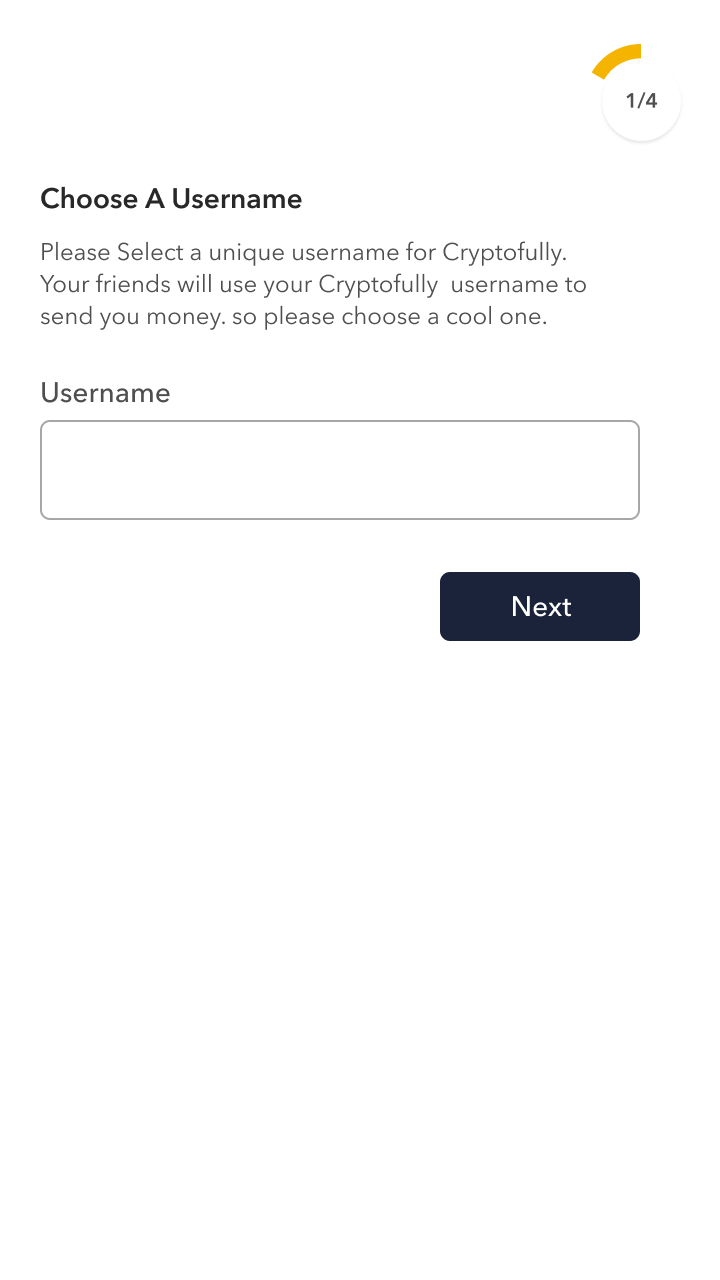 1/4
Choose A Username
Please Select a unique username for Cryptofully.
Your friends will use your Cryptofully  username to
send you money. so please choose a cool one.
Username
Next